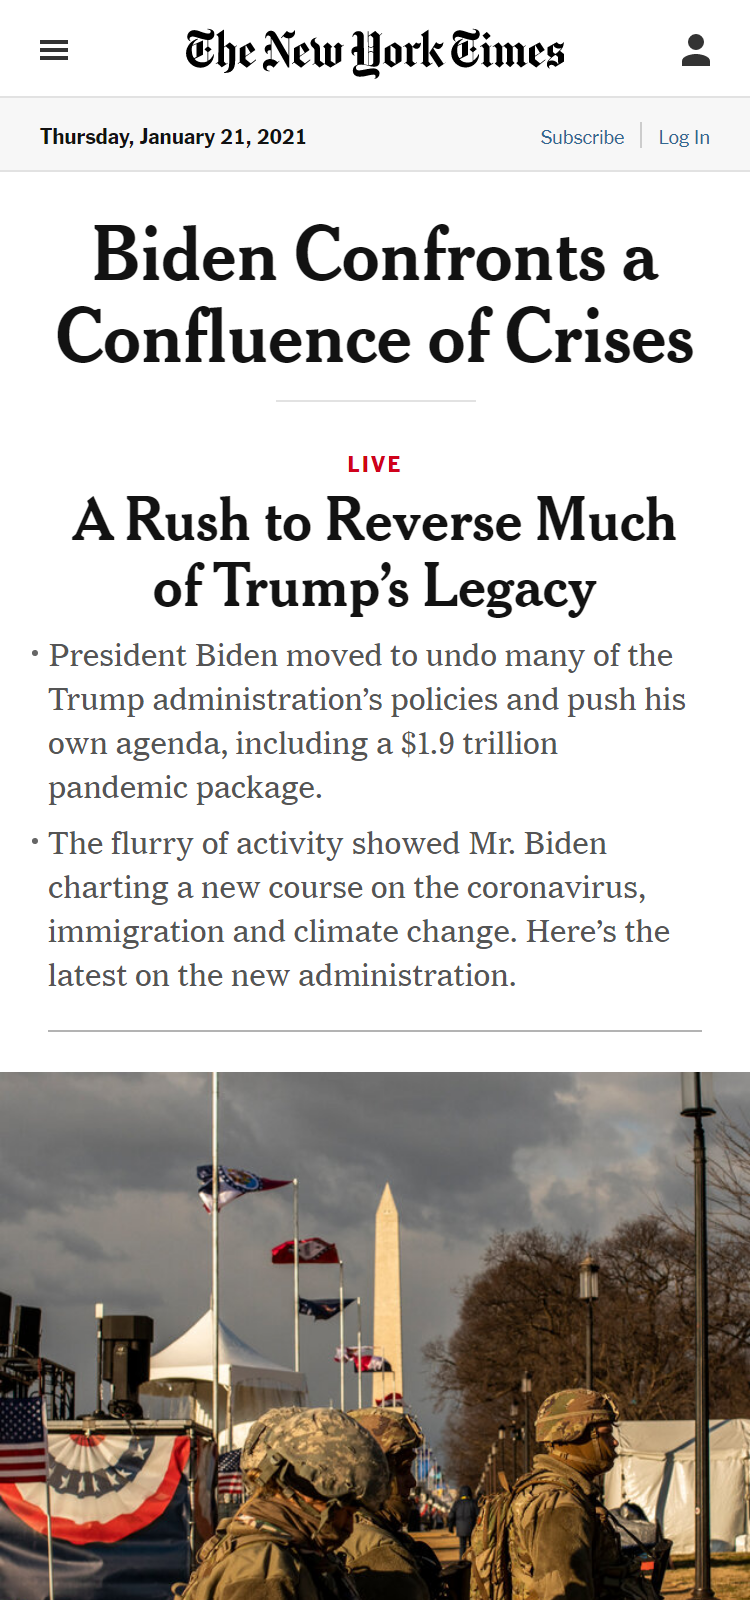 The New York Times
Thursday, January 21, 2021
Subscribe
Log In
Biden Confronts a
Confluence of Crises
LIVE
A Rush to Reverse Much
of Trump’s Legacy
• President Biden moved to undo many of the
Trump administration’s policies and push his
own agenda, including a $1.9 trillion
pandemic package.
• The flurry of activity showed Mr. Biden
charting a new course on the coronavirus,
immigration and climate change. Here’s the
latest on the new administration.